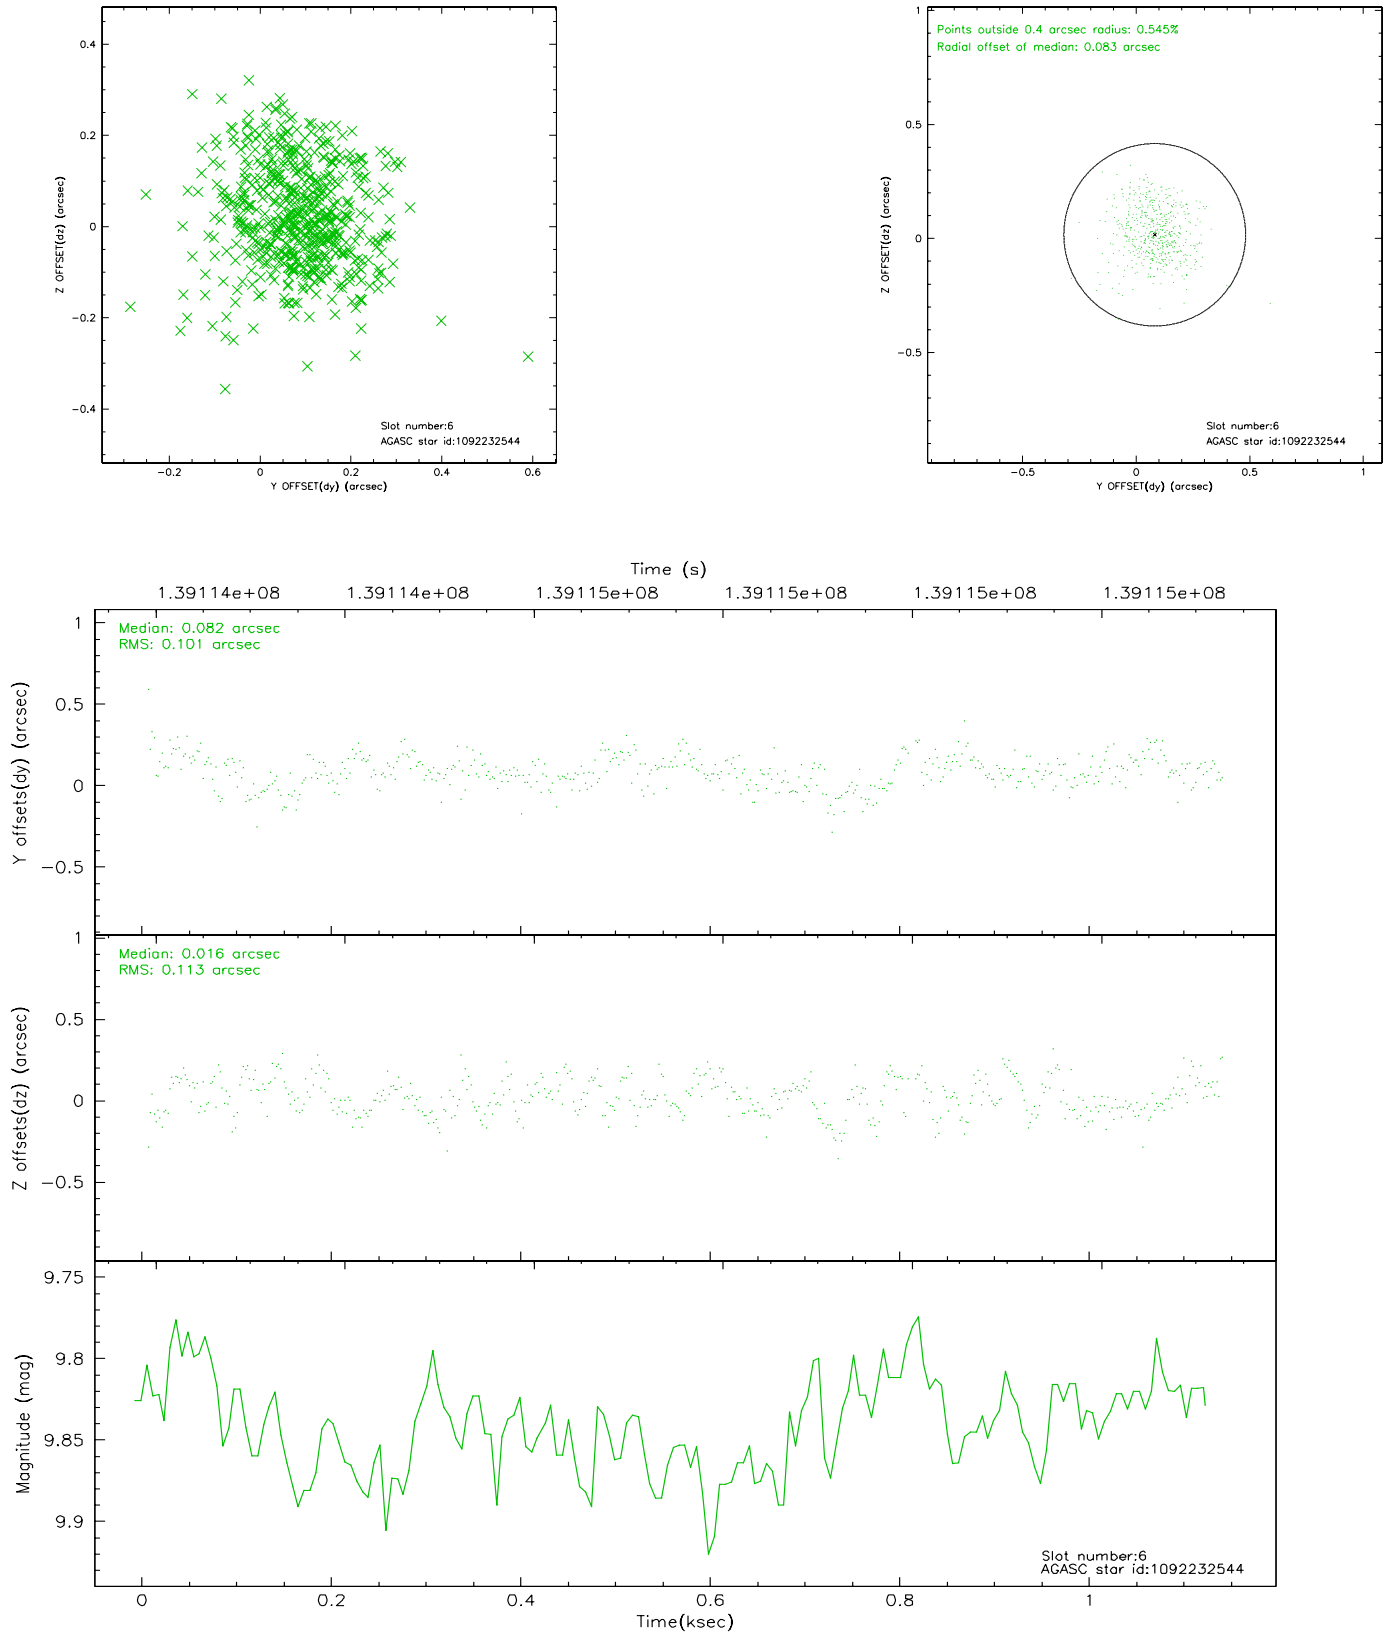 0.4
0.2
0
−0.2
−0.4
Z OFFSET(dz) (arcsec)
Slot number:6
AGASC star id:1092232544
−0.2
0
0.2
0.4
0.6
Y OFFSET(dy) (arcsec)
Points outside 0.4 arcsec radius: 0.545%
Radial offset of median: 0.083 arcsec
1
0.5
0
−0.5
−1
Z OFFSET(dz) (arcsec)
Slot number:6
AGASC star id:1092232544
−0.5
0
0.5
1
Y OFFSET(dy) (arcsec)
Time (s)
1.39114e+08
1.39114e+08
1.39115e+08
1.39115e+08
1.39115e+08
1.39115e+08
Median: 0.082 arcsec
RMS: 0.101 arcsec
1
0.5
0
−0.5
Y offsets(dy) (arcsec)
Median: 0.016 arcsec
RMS: 0.113 arcsec
1
0.5
0
−0.5
Z offsets(dz) (arcsec)
9.75
9.8
9.85
9.9
Magnitude (mag)
Slot number:6
AGASC star id:1092232544
0
0.2
0.4
0.6
0.8
1
Time(ksec)